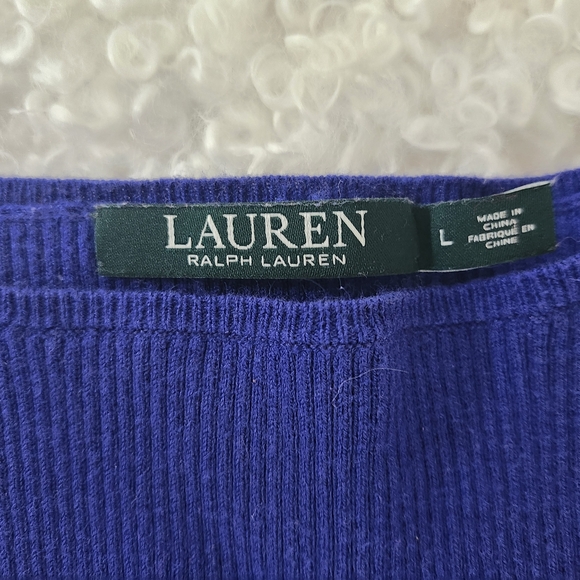 LAUREN
RALPH LAUREN
L
MADE IN
CHINA
FABRIQUÉ EN
CHINE